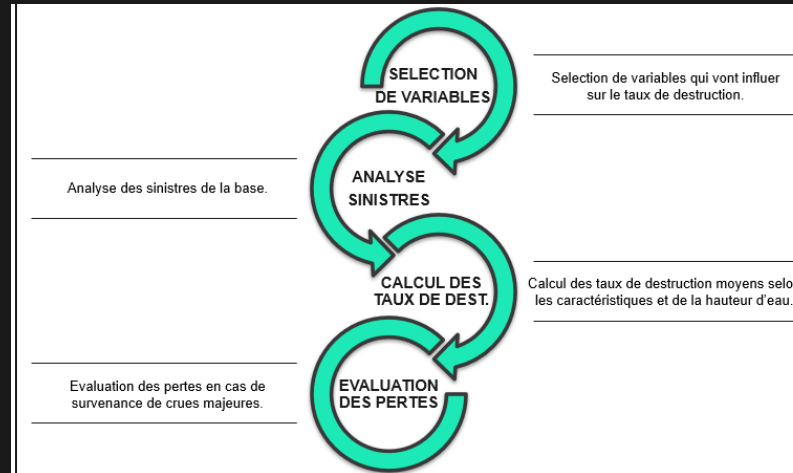 SELECTION
DE VARIABLES
Selection de variables qui vont influer
sur le taux de destruction.
ANALYSE
SINISTRES
Analyse des sinistres de la base.
CALCUL DES
TAUX DE DEST.
Calcul des taux de destruction moyens selo
les caractéristiques et de la hauteur d'eau.
EVALUATION
DES PERTES
Evaluation des pertes en cas de
survenance de crues majeures.